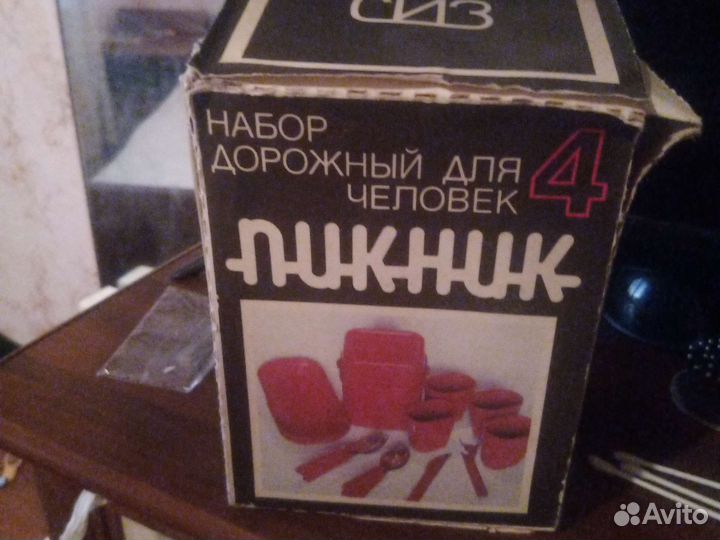 СИЗ
НАБОР
ДОРОЖНЫЙ ДЛЯ 4
ЧЕЛОВЕК
ПИКНИК
Avito